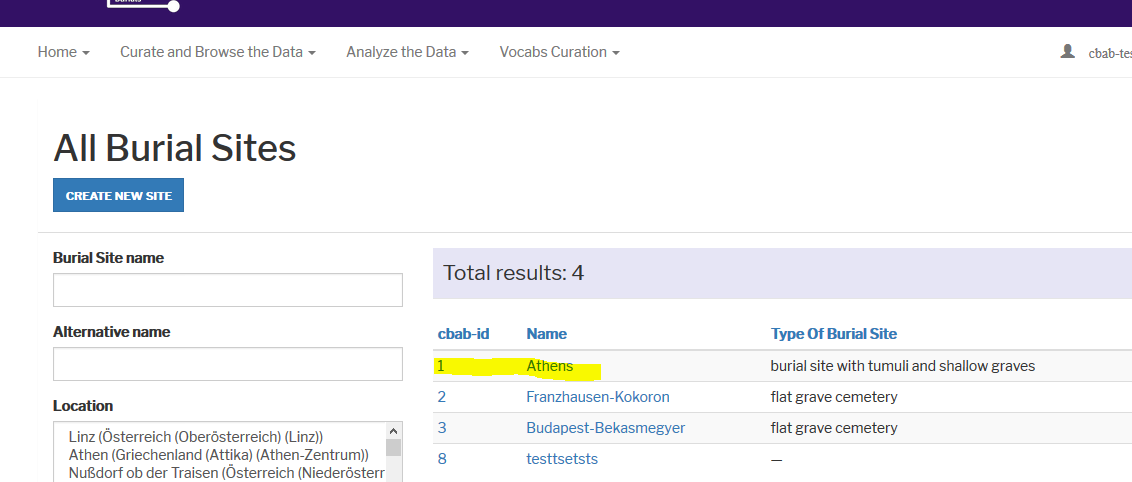 Home
Curate and Browse the Data
Analyze the Data
Vocabs Curation
All Burial Sites
CREATE NEW SITE
Burial Site name
Alternative name
Location
Linz (Österreich (Oberösterreich) (Linz))
Athen (Griechenland (Attika) (Athen-Zentrum))
Nußdorf ob der Traisen (Österreich (Niederösterr
Total results: 4
cbab-id Name Type Of Burial Site
1 Athens burial site with tumuli and shallow graves
2 Franzhausen-Kokoron flat grave cemetery
3 Budapest-Bekasmegyer flat grave cemetery
8 testtsetsts —